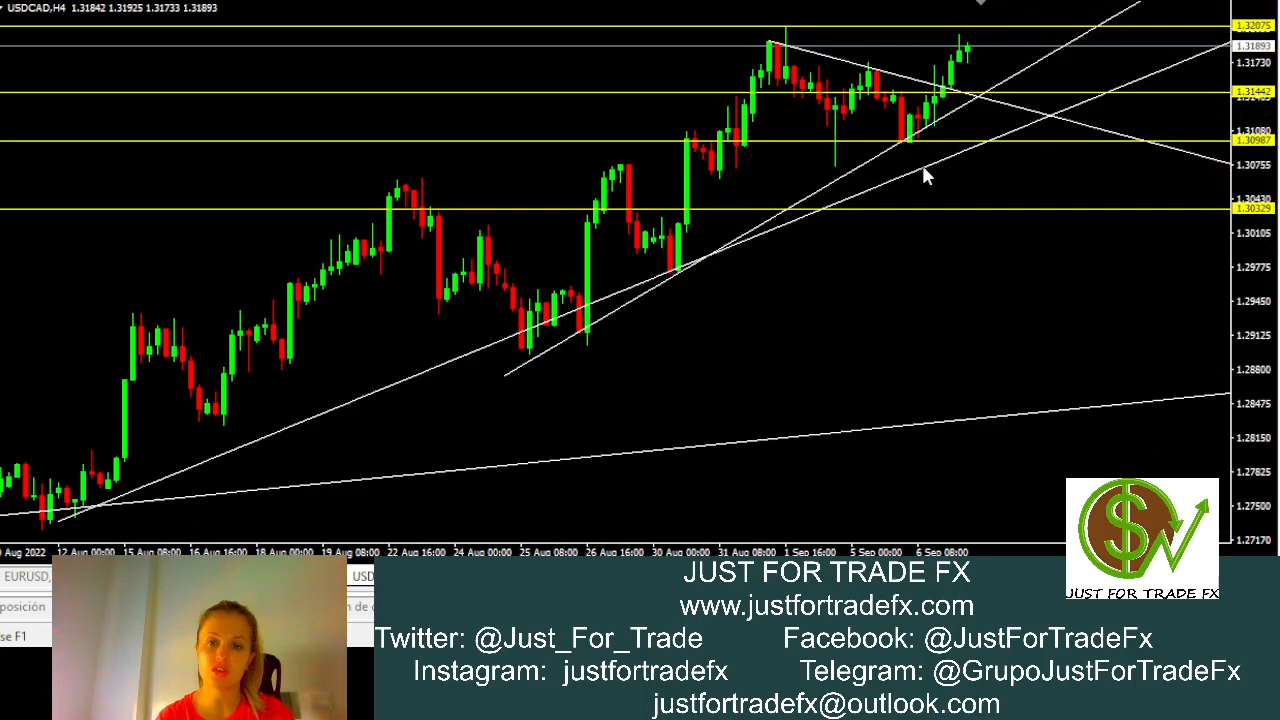 USDCAD,H4 1.31842 1.31925 1.31733 1.31893
1.32075
1.31893
1.31730
1.31442
1.31080
1.30987
1.30755
1.30430
1.30329
1.30105
1.29775
1.29450
1.29125
1.28800
1.28475
1.28150
1.27825
1.27500
1.27170
Aug 2022 12 Aug 00:00 15 Aug 08:00 16 Aug 16:00 18 Aug 00:00 19 Aug 08:00 22 Aug 16:00 24 Aug 00:00 25 Aug 08:00 26 Aug 16:00 30 Aug 00:00 31 Aug 08:00 1 Sep 16:00 5 Sep 00:00 6 Sep 08:00
EURUSD, USD
posición n de
se F1
JUST FOR TRADE FX
JUST FOR TRADE FX
www.justfortradefx.com
Twitter: @Just_For_Trade Facebook: @JustForTradeFx
Instagram: justfortradefx Telegram: @GrupoJustForTradeFx
justfortradefx@outlook.com